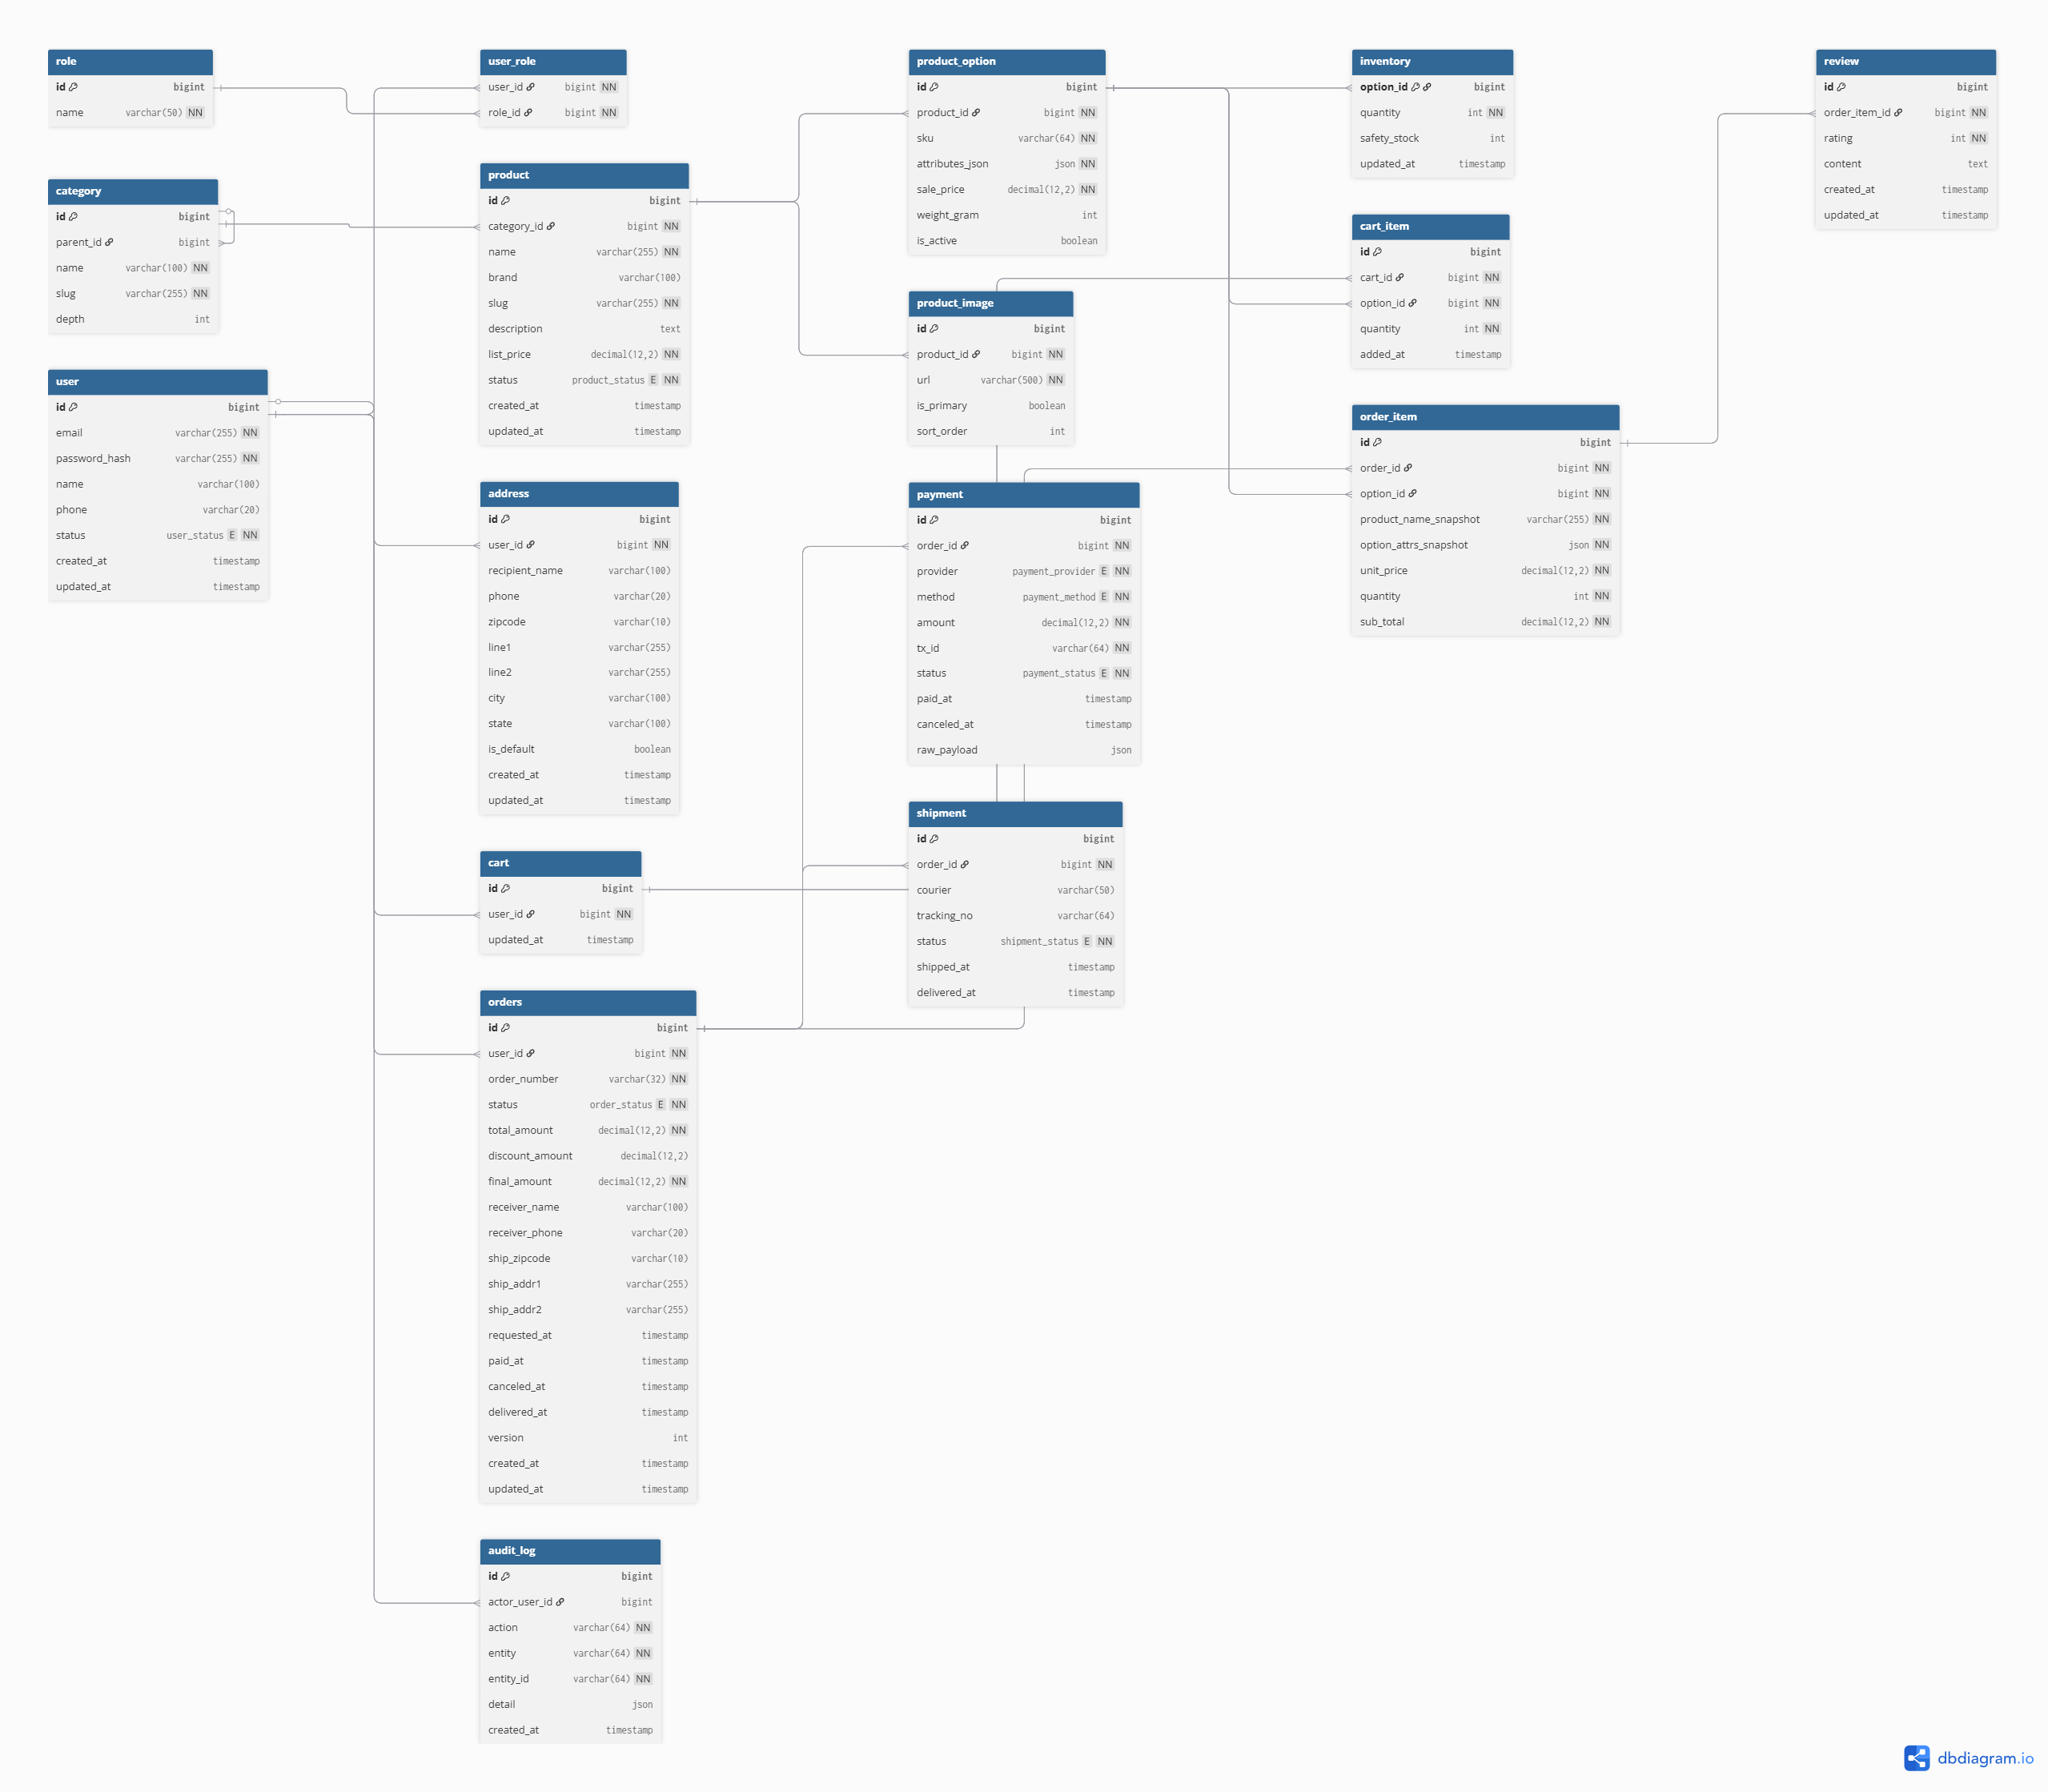 role
id bigint
name varchar(50) NN
category
id bigint
parent_id bigint
name varchar(100) NN
slug varchar(255) NN
depth int
user
id bigint
email varchar(255) NN
password_hash varchar(255) NN
name varchar(100)
phone varchar(20)
status user_status E NN
created_at timestamp
updated_at timestamp
user_role
user_id bigint NN
role_id bigint NN
product
id bigint
category_id bigint NN
name varchar(255) NN
brand varchar(100)
slug varchar(255) NN
description text
list_price decimal(12,2) NN
status product_status E NN
created_at timestamp
updated_at timestamp
address
id bigint
user_id bigint NN
recipient_name varchar(100)
phone varchar(20)
zipcode varchar(10)
line1 varchar(255)
line2 varchar(255)
city varchar(100)
state varchar(100)
is_default boolean
created_at timestamp
updated_at timestamp
cart
id bigint
user_id bigint NN
updated_at timestamp
orders
id bigint
user_id bigint NN
order_number varchar(32) NN
status order_status E NN
total_amount decimal(12,2) NN
discount_amount decimal(12,2)
final_amount decimal(12,2) NN
receiver_name varchar(100)
receiver_phone varchar(20)
ship_zipcode varchar(10)
ship_addr1 varchar(255)
ship_addr2 varchar(255)
requested_at timestamp
paid_at timestamp
canceled_at timestamp
delivered_at timestamp
version int
created_at timestamp
updated_at timestamp
audit_log
id bigint
actor_user_id bigint
action varchar(64) NN
entity varchar(64) NN
entity_id varchar(64) NN
detail json
created_at timestamp
product_option
id bigint
product_id bigint NN
sku varchar(64) NN
attributes_json json NN
sale_price decimal(12,2) NN
weight_gram int
is_active boolean
product_image
id bigint
product_id bigint NN
url varchar(500) NN
is_primary boolean
sort_order int
payment
id bigint
order_id bigint NN
provider payment_provider E NN
method payment_method E NN
amount decimal(12,2) NN
tx_id varchar(64) NN
status payment_status E NN
paid_at timestamp
canceled_at timestamp
raw_payload json
shipment
id bigint
order_id bigint NN
courier varchar(50)
tracking_no varchar(64)
status shipment_status E NN
shipped_at timestamp
delivered_at timestamp
inventory
option_id bigint
quantity int NN
safety_stock int
updated_at timestamp
cart_item
id bigint
cart_id bigint NN
option_id bigint NN
quantity int NN
added_at timestamp
order_item
id bigint
order_id bigint NN
option_id bigint NN
product_name_snapshot varchar(255) NN
option_attrs_snapshot json NN
unit_price decimal(12,2) NN
quantity int NN
sub_total decimal(12,2) NN
review
id bigint
order_item_id bigint NN
rating int NN
content text
created_at timestamp
updated_at timestamp
dbdiagram.io